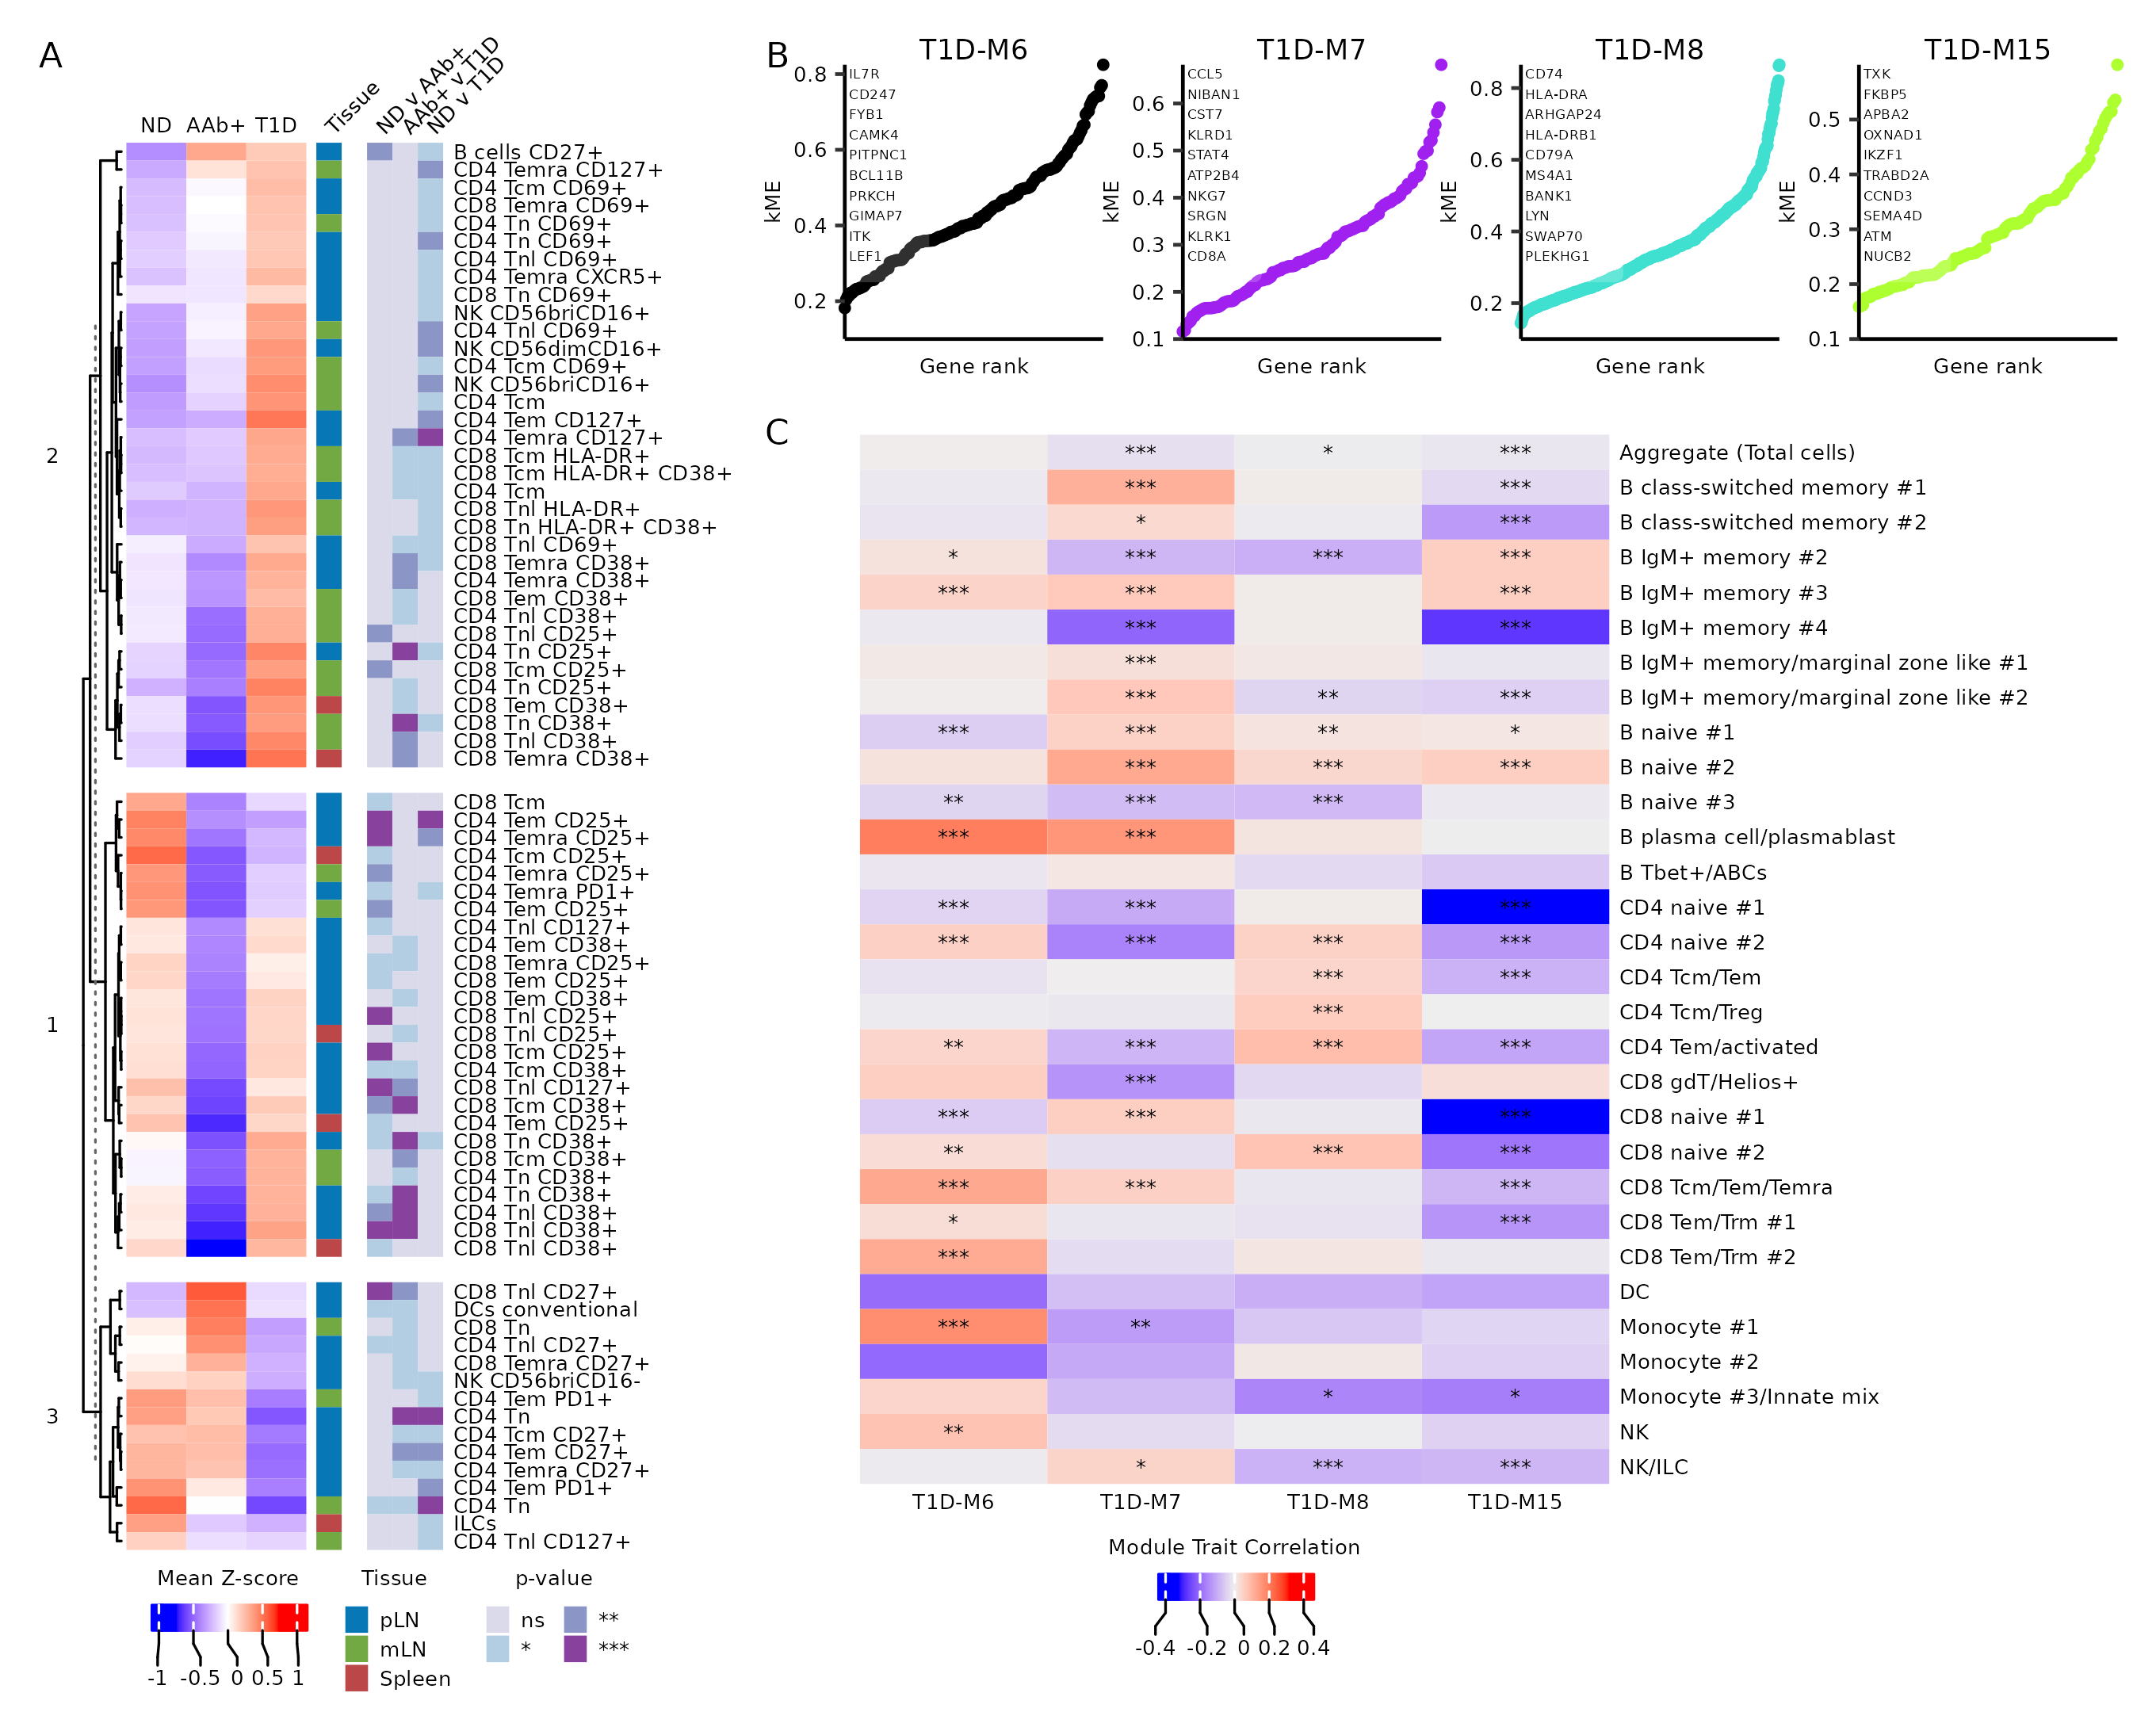 A
ND AAb+ T1D
Tissue
ND v AAb+
AAb+ v T1D
ND v T1D
2
B cells CD27+
CD4 Temra CD127+
CD4 Tcm CD69+
CD8 Temra CD69+
CD4 Tn CD69+
CD4 Tn CD69+
CD4 Tnl CD69+
CD4 Temra CXCR5+
CD8 Tn CD69+
NK CD56briCD16+
CD4 Tnl CD69+
NK CD56dimCD16+
CD4 Tcm CD69+
NK CD56briCD16+
CD4 Tcm
CD4 Tem CD127+
CD4 Temra CD127+
CD8 Tcm HLA-DR+
CD8 Tcm HLA-DR+ CD38+
CD4 Tcm
CD8 Tnl HLA-DR+
CD8 Tn HLA-DR+ CD38+
CD8 Tnl CD69+
CD8 Temra CD38+
CD4 Temra CD38+
CD8 Tem CD38+
CD4 Tnl CD38+
CD8 Tnl CD25+
CD4 Tn CD25+
CD8 Tcm CD25+
CD4 Tn CD25+
CD8 Tem CD38+
CD8 Tn CD38+
CD8 Tnl CD38+
CD8 Temra CD38+
1
CD8 Tcm
CD4 Tem CD25+
CD4 Temra CD25+
CD4 Tcm CD25+
CD4 Temra CD25+
CD4 Temra PD1+
CD4 Tem CD25+
CD4 Tnl CD127+
CD4 Tem CD38+
CD8 Temra CD25+
CD8 Tem CD25+
CD8 Tem CD38+
CD8 Tnl CD25+
CD8 Tnl CD25+
CD8 Tcm CD25+
CD4 Tcm CD38+
CD8 Tnl CD127+
CD8 Tcm CD38+
CD4 Tem CD25+
CD8 Tn CD38+
CD8 Tcm CD38+
CD4 Tn CD38+
CD4 Tn CD38+
CD4 Tnl CD38+
CD8 Tnl CD38+
CD8 Tnl CD38+
3
CD8 Tnl CD27+
DCs conventional
CD8 Tn
CD4 Tnl CD27+
CD8 Temra CD27+
NK CD56briCD16-
CD4 Tem PD1+
CD4 Tn
CD4 Tcm CD27+
CD4 Tem CD27+
CD4 Temra CD27+
CD4 Tem PD1+
CD4 Tn
ILCs
CD4 Tnl CD127+
Mean Z-score
-1 -0.5 0 0.5 1
Tissue
pLN
mLN
Spleen
p-value
ns **
* ***
B
T1D-M6
kME
0.8
0.6
0.4
0.2
IL7R
CD247
FYB1
CAMK4
PITPNC1
BCL11B
PRKCH
GIMAP7
ITK
LEF1
Gene rank
T1D-M7
kME
0.6
0.5
0.4
0.3
0.2
0.1
CCL5
NIBAN1
CST7
KLRD1
STAT4
ATP2B4
NKG7
SRGN
KLRK1
CD8A
Gene rank
T1D-M8
kME
0.8
0.6
0.4
0.2
CD74
HLA-DRA
ARHGAP24
HLA-DRB1
CD79A
MS4A1
BANK1
LYN
SWAP70
PLEKHG1
Gene rank
T1D-M15
kME
0.5
0.4
0.3
0.2
0.1
TXK
FKBP5
APBA2
OXNAD1
IKZF1
TRABD2A
CCND3
SEMA4D
ATM
NUCB2
Gene rank
C
*** * *** Aggregate (Total cells)
*** *** B class-switched memory #1
* *** B class-switched memory #2
* *** *** *** B IgM+ memory #2
*** *** *** B IgM+ memory #3
*** *** B IgM+ memory #4
*** B IgM+ memory/marginal zone like #1
*** ** *** B IgM+ memory/marginal zone like #2
*** *** ** * B naive #1
*** *** *** B naive #2
** *** *** B naive #3
*** *** B plasma cell/plasmablast
B Tbet+/ABCs
*** *** *** CD4 naive #1
*** *** *** *** CD4 naive #2
*** *** CD4 Tcm/Tem
*** CD4 Tcm/Treg
** *** *** *** CD4 Tem/activated
*** CD8 gdT/Helios+
*** *** *** CD8 naive #1
** *** *** CD8 naive #2
*** *** *** CD8 Tcm/Tem/Temra
* *** CD8 Tem/Trm #1
*** CD8 Tem/Trm #2
DC
*** ** Monocyte #1
Monocyte #2
* * Monocyte #3/Innate mix
** NK
* *** *** NK/ILC
T1D-M6 T1D-M7 T1D-M8 T1D-M15
Module Trait Correlation
-0.4 -0.2 0 0.2 0.4